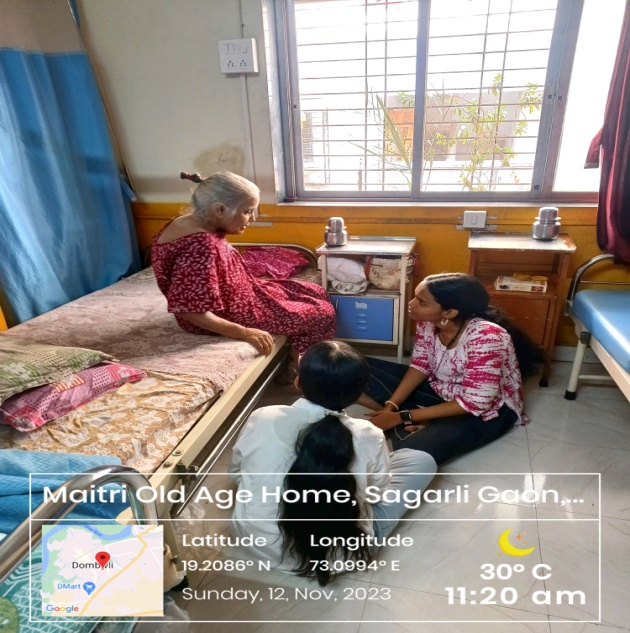 Maitri Old Age Home, Sagarli Gaon,...
Latitude Longitude
19.2086° N 73.0994° E
Sunday, 12, Nov, 2023
30° C
11:20 am
Dombivli
DMart
Google